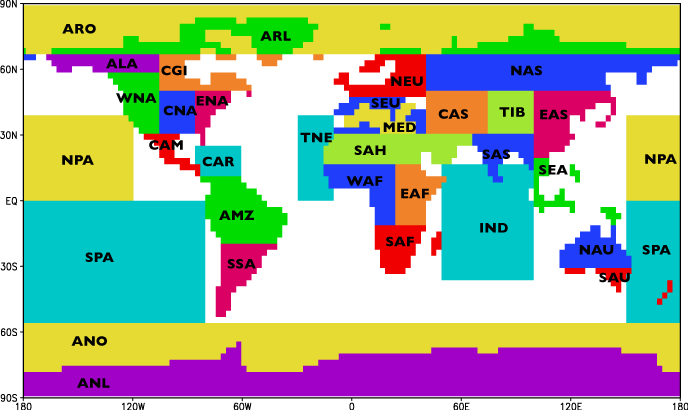 90N
ARO
ARL
ALA
60N
CGI
NEU
NAS
WNA
ENA
CNA
SEU
MED
CAS
TIB
EAS
30N
TNE
CAM
SAH
SAS
NPA
CAR
WAF
EAF
SEA
NPA
EQ
AMZ
IND
SPA
SAF
NAU
SPA
30S
SSA
SAU
60S
ANO
ANL
90S
180 120W 60W 0 60E 120E 180